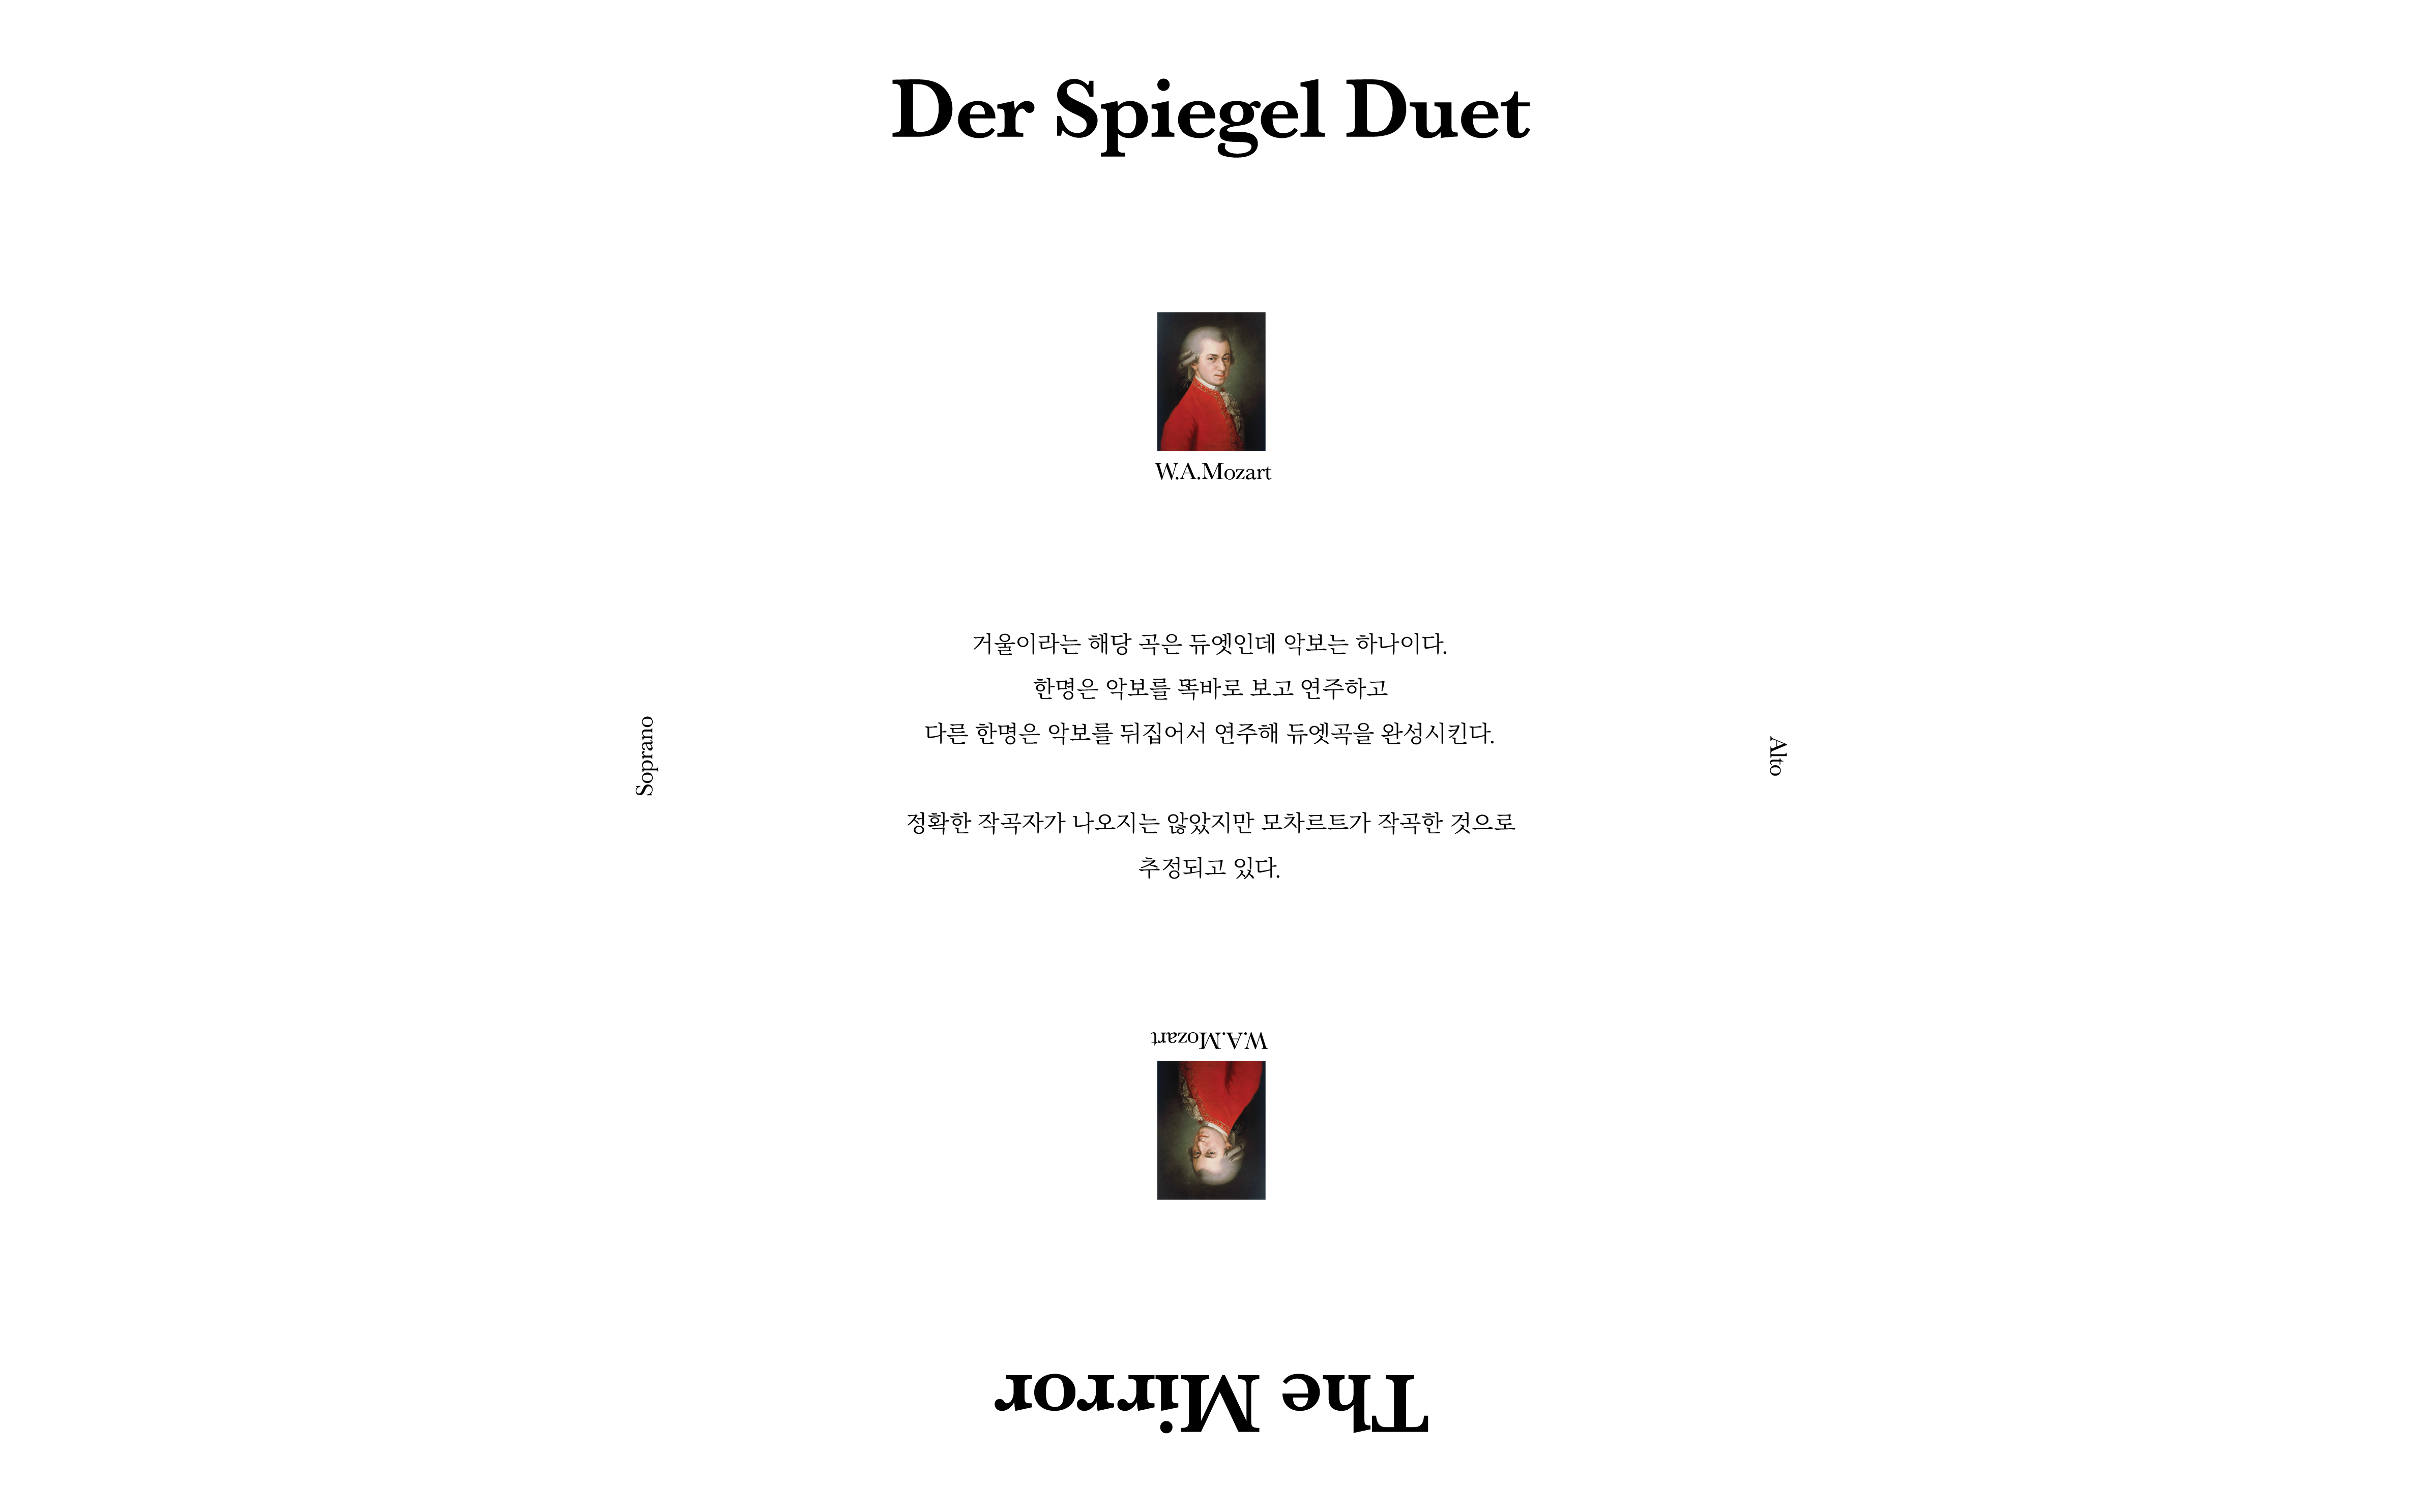 Der Spiegel Duet
W.A.Mozart
거울이라는 해당 곡은 듀엣인데 악보는 하나이다.
한명은 악보를 똑바로 보고 연주하고
다른 한명은 악보를 뒤집어서 연주해 듀엣곡을 완성시킨다.
Soprano
Alto
정확한 작곡자가 나오지는 않았지만 모차르트가 작곡한 것으로
추정되고 있다.
W.A.Mozart
The Mirror